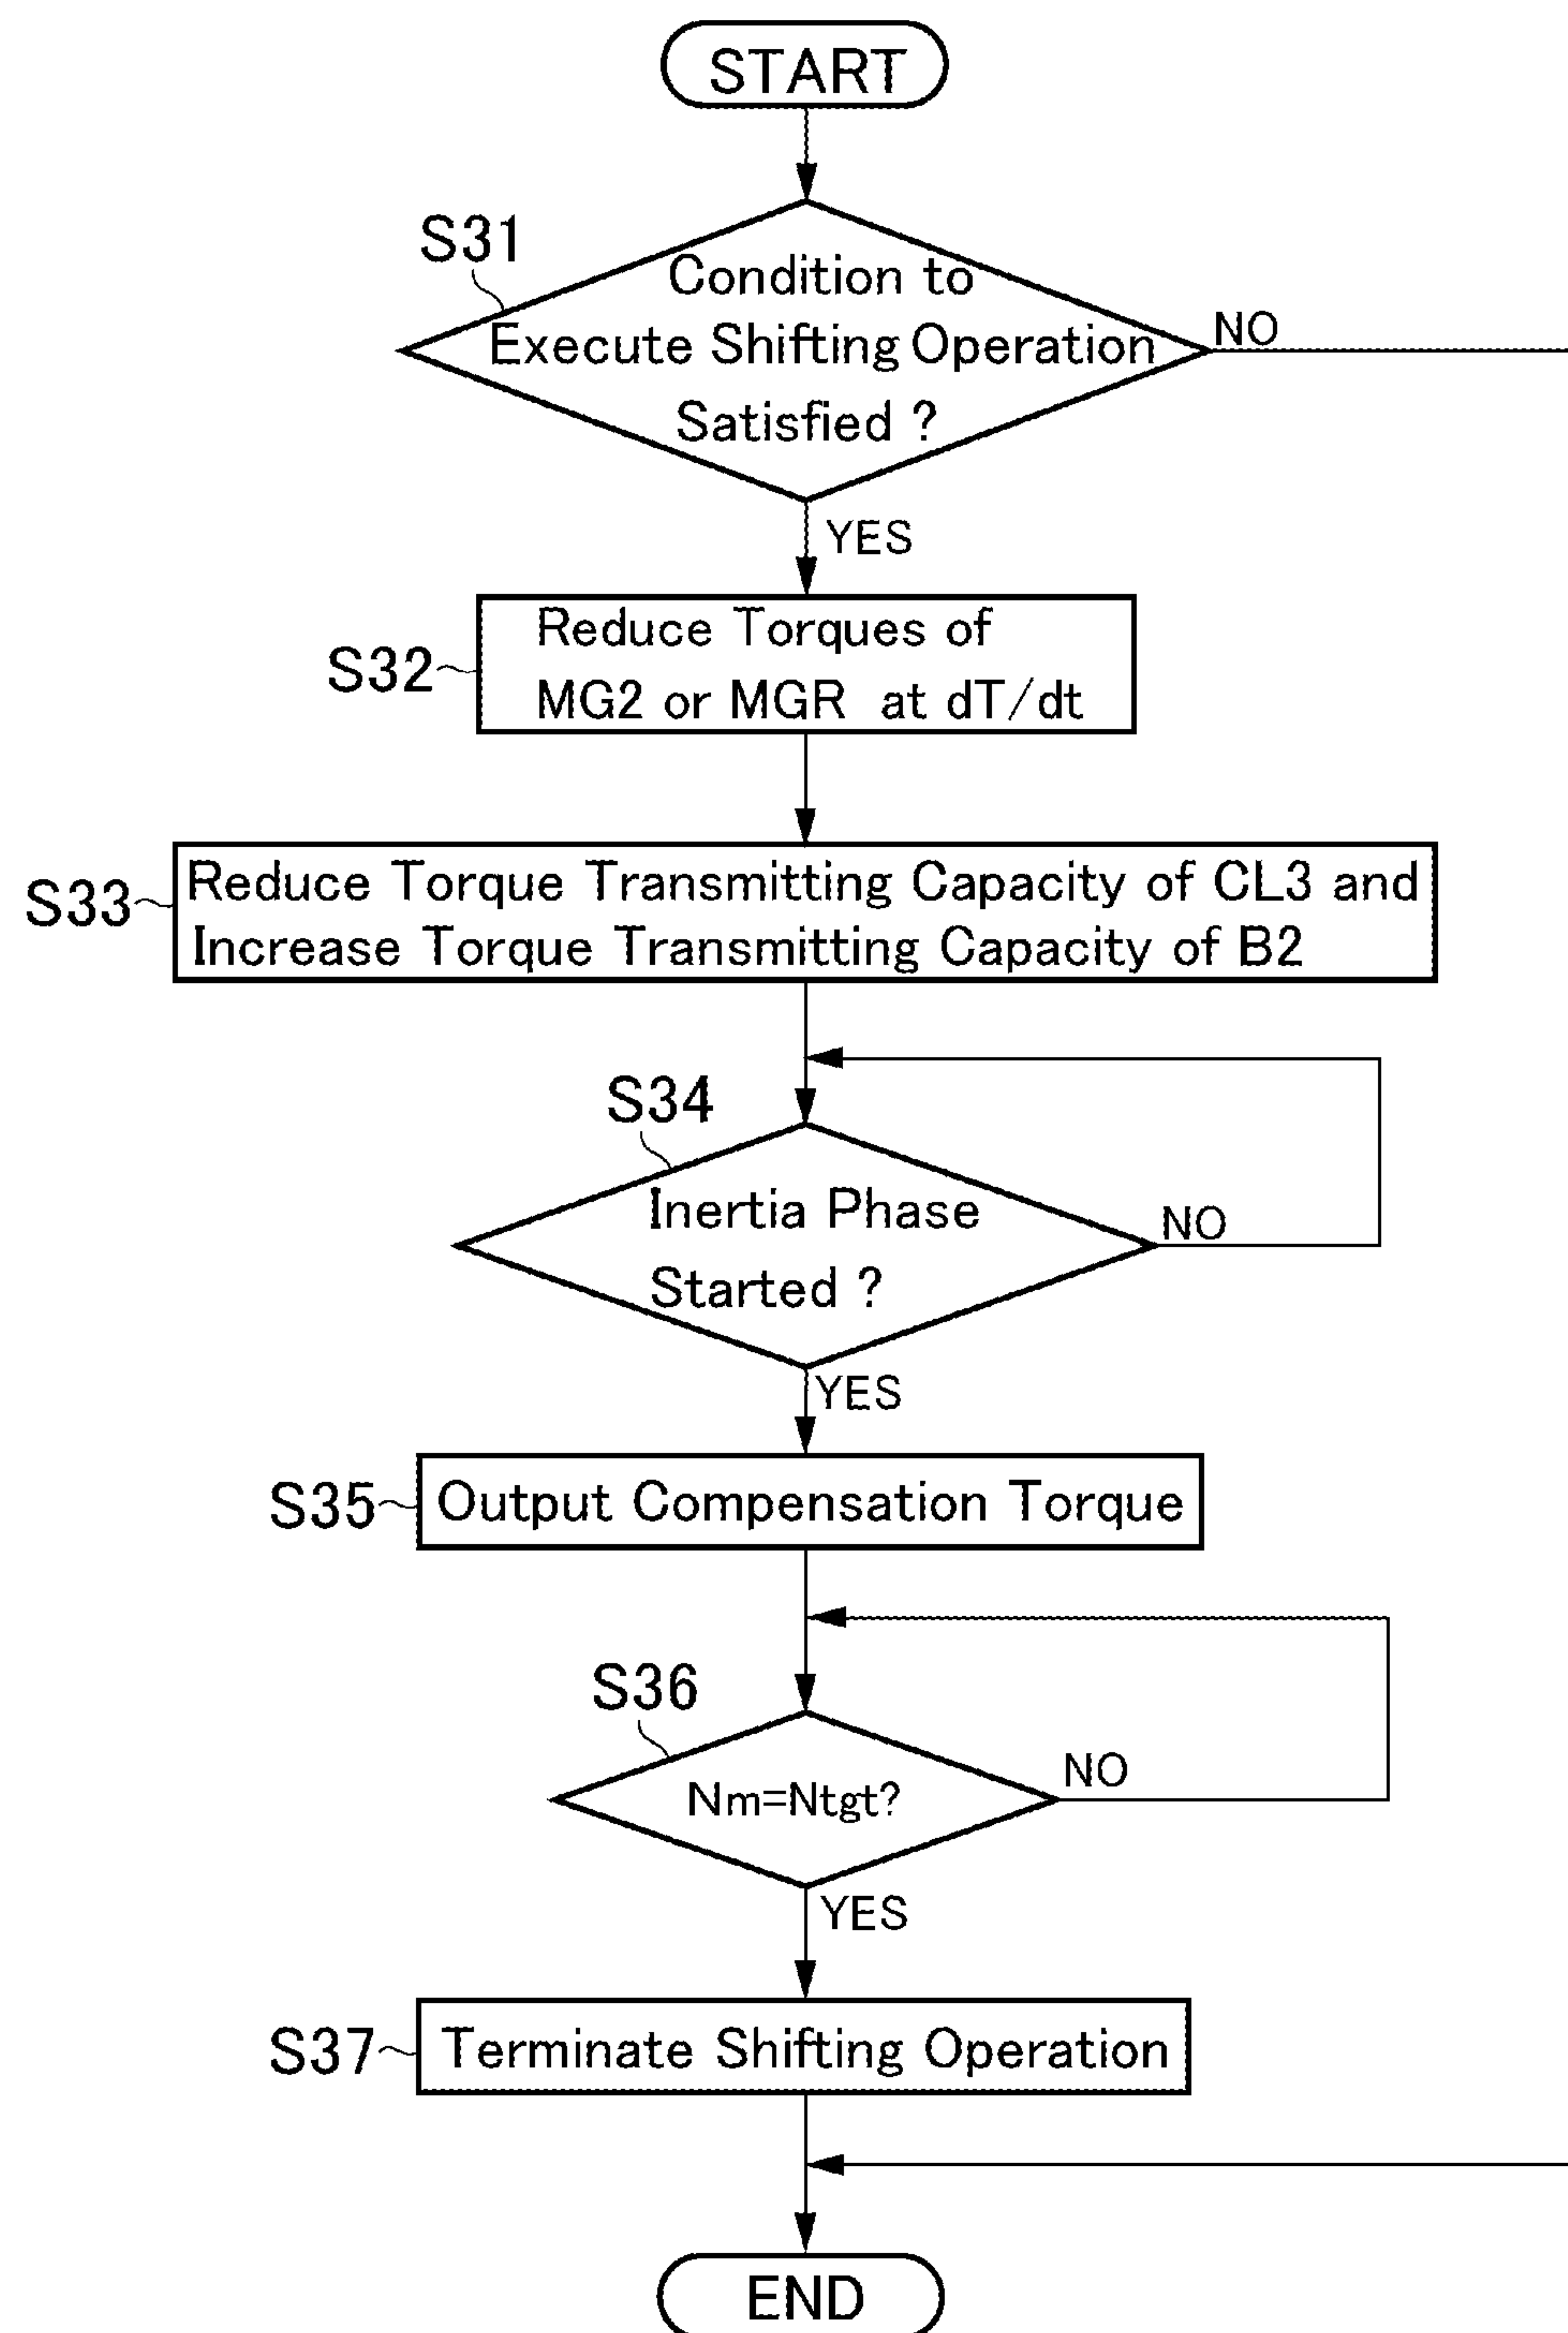 START
S31
Condition to
Execute Shifting Operation
Satisfied ?
NO
YES
S32
Reduce Torques of
MG2 or MGR at dT/dt
S33
Reduce Torque Transmitting Capacity of CL3 and
Increase Torque Transmitting Capacity of B2
S34
Inertia Phase
Started ?
NO
YES
S35
Output Compensation Torque
S36
Nm=Ntgt?
NO
YES
S37
Terminate Shifting Operation
END